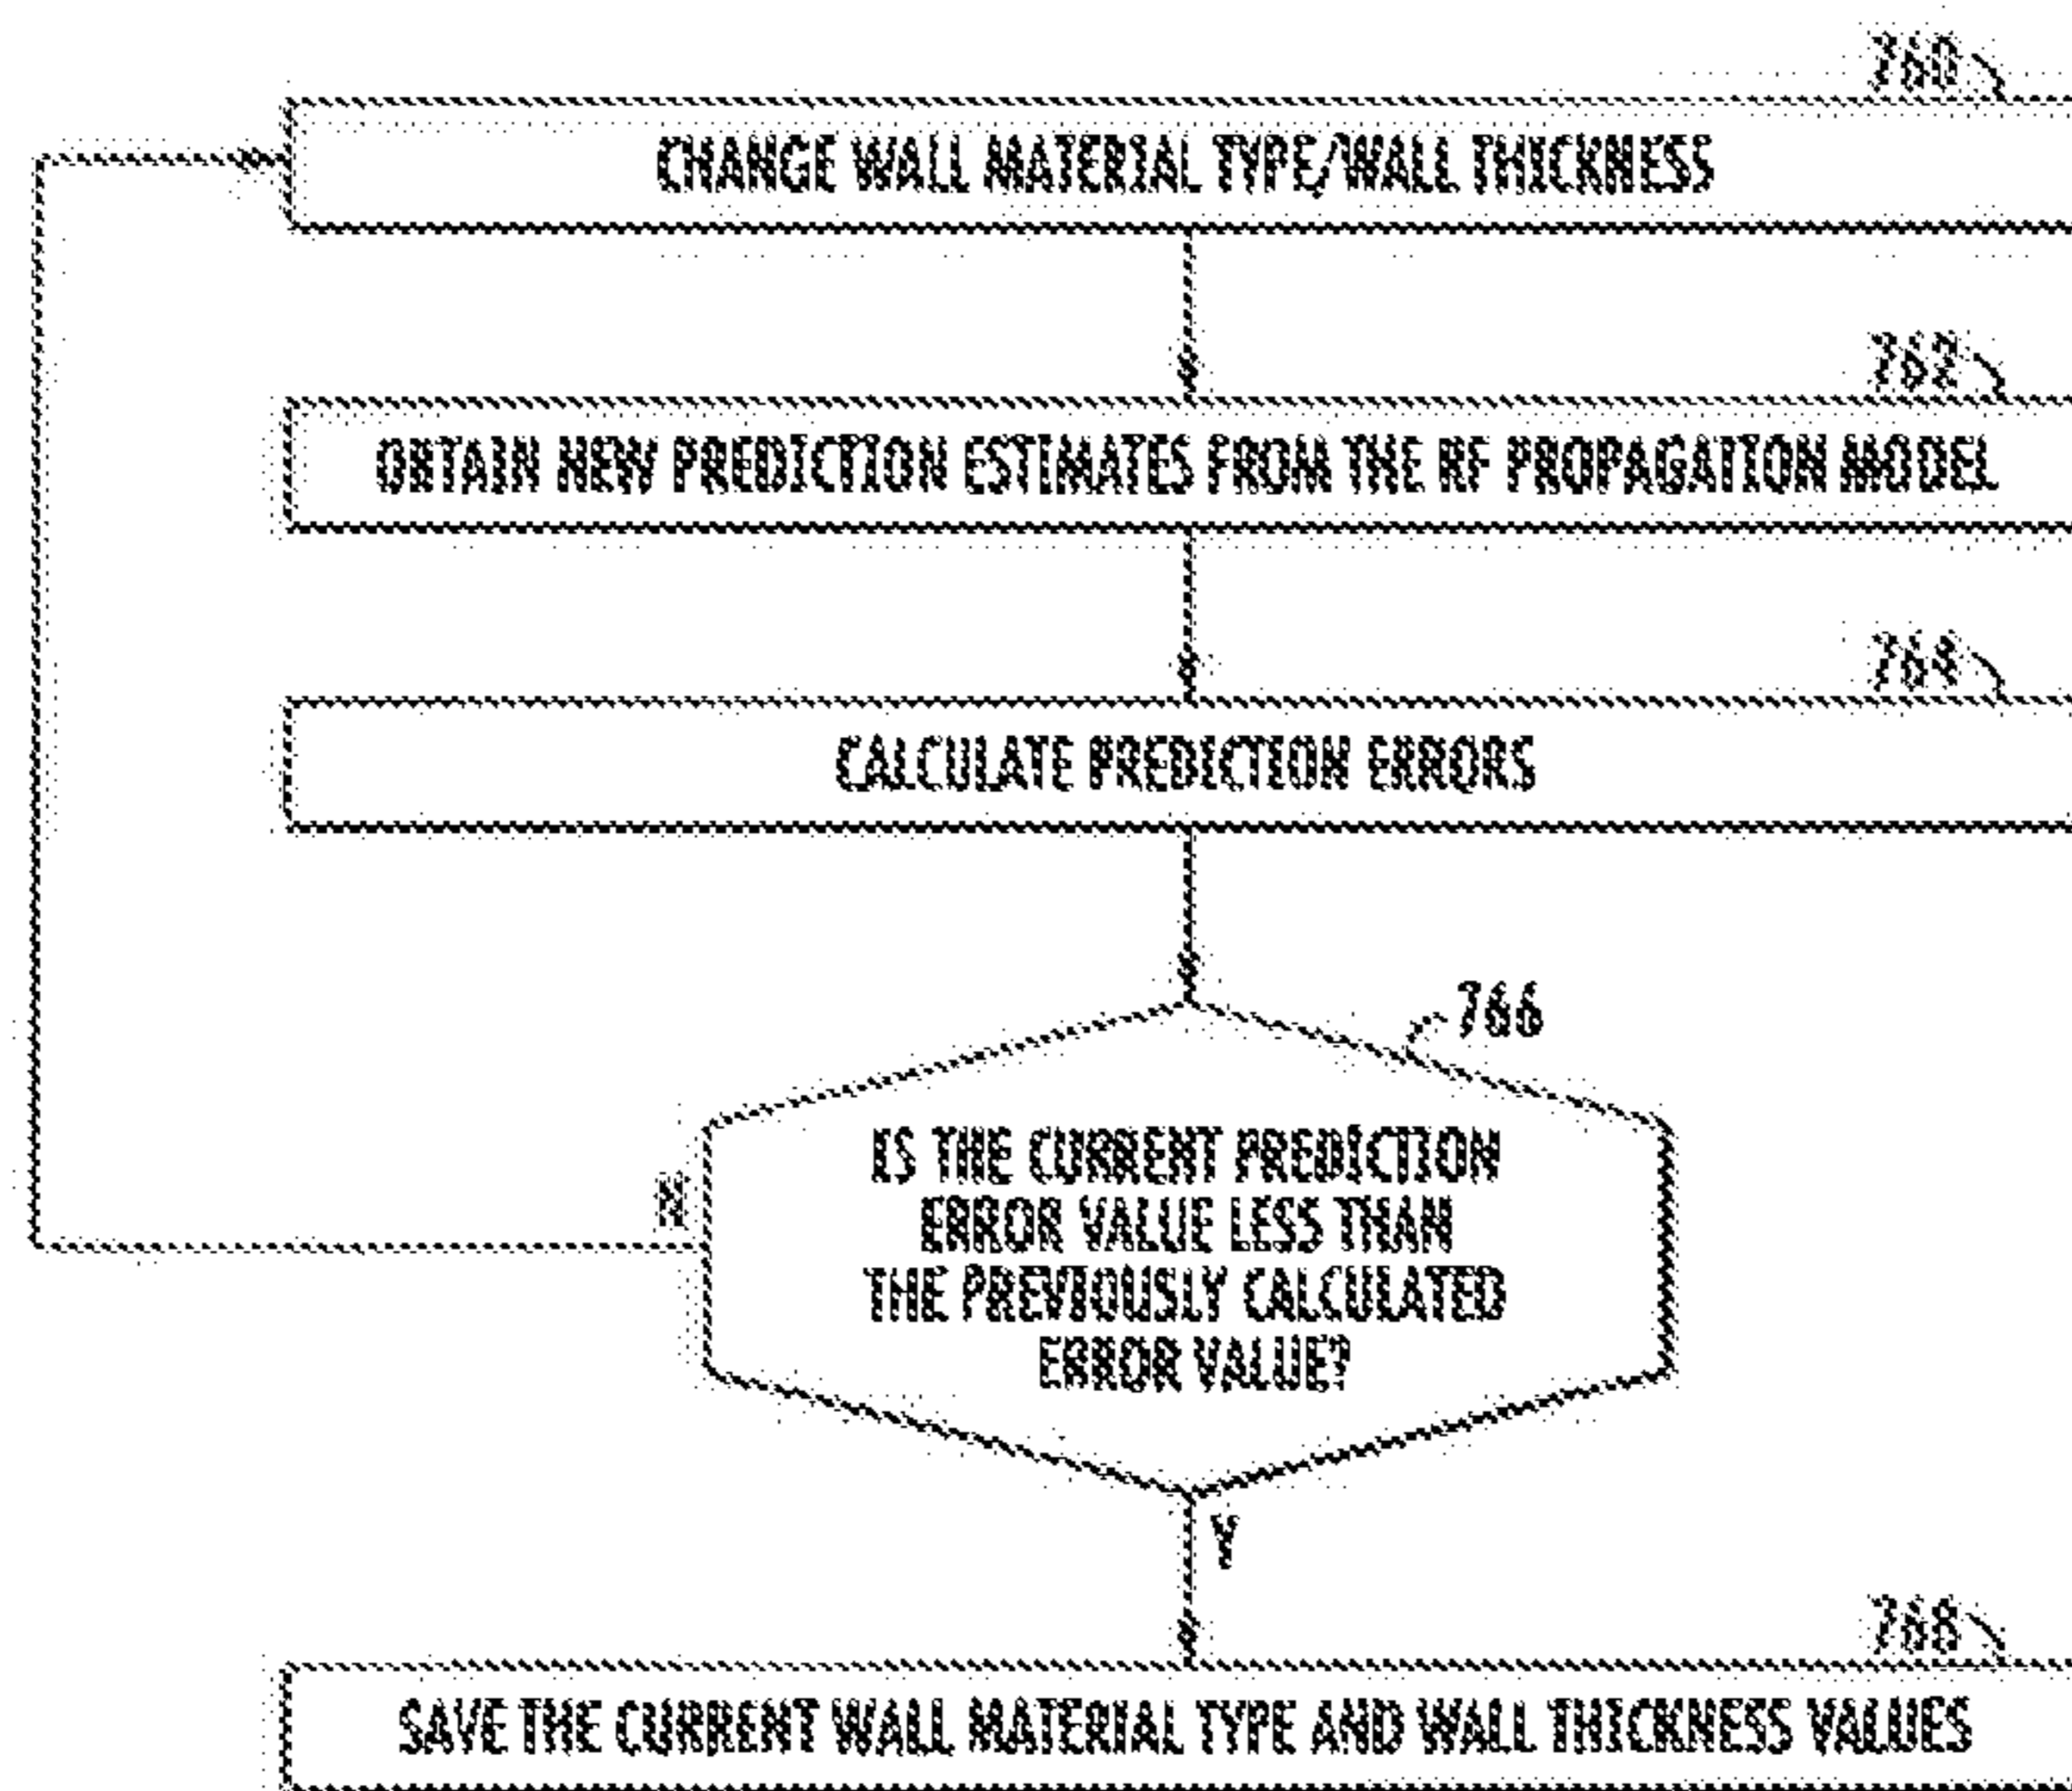 760
CHANGE WALL MATERIAL TYPE/WALL THICKNESS
762
OBTAIN NEW PREDICTION ESTIMATES FROM THE RF PROPAGATION MODEL
764
CALCULATE PREDICTION ERRORS
766
IS THE CURRENT PREDICTION
ERROR VALUE LESS THAN
THE PREVIOUSLY CALCULATED
ERROR VALUE?
N
Y
768
SAVE THE CURRENT WALL MATERIAL TYPE AND WALL THICKNESS VALUES